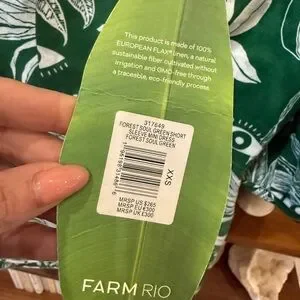 This product is made of 100%
EUROPEAN FLAX® linen, a natural
sustainable fiber cultivated without
irrigation and GMO-free through
a traceable, eco-friendly process.
317649
FOREST SOUL GREEN SHORT
SLEEVE MINI DRESS
FOREST SOUL GREEN
XXS
MRSP US $265
MRSP EU €300
MRSP UK £300
FARM RIO